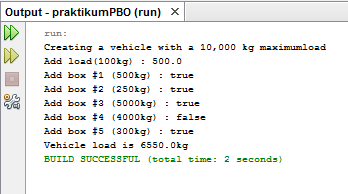 Output - praktikumPBO (run) ×
run:
Creating a vehicle with a 10,000 kg maximumload
Add load(100kg) : 500.0
Add box #1 (500kg) : true
Add box #2 (250kg) : true
Add box #3 (5000kg) : true
Add box #4 (4000kg) : false
Add box #5 (300kg) : true
Vehicle load is 6550.0kg
BUILD SUCCESSFUL (total time: 2 seconds)